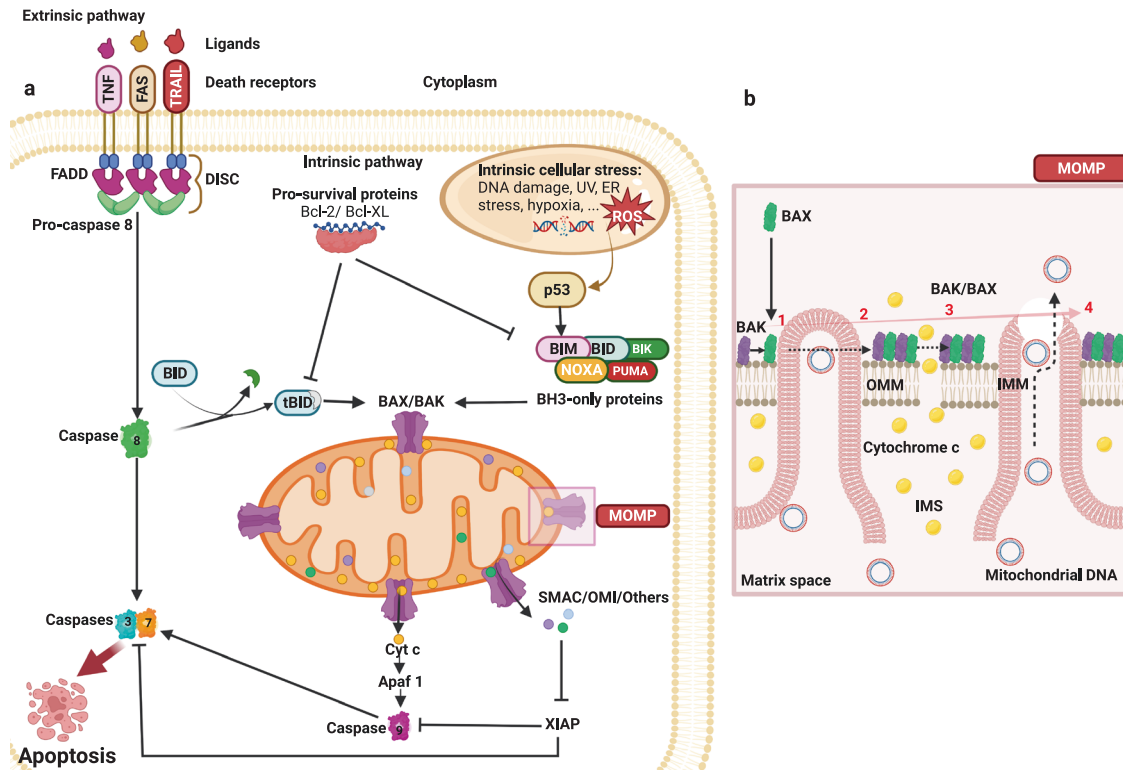 Extrinsic pathway
Ligands
a
TNF
FAS
TRAIL
Death receptors
Cytoplasm
FADD
DISC
Pro-caspase 8
Intrinsic pathway
Pro-survival proteins
Bcl-2/ Bcl-XL
Intrinsic cellular stress:
DNA damage, UV, ER
stress, hypoxia, ...
ROS
p53
BIM
BID
BIK
NOXA
PUMA
BH3-only proteins
BID
tBID
BAX/BAK
Caspase
8
MOMP
SMAC/OMI/Others
Caspases
3
7
Cyt c
Apaf 1
Caspase
9
XIAP
Apoptosis
b
MOMP
BAX
BAK/BAX
BAK
1
2
3
4
OMM
IMM
Cytochrome c
IMS
Matrix space
Mitochondrial DNA